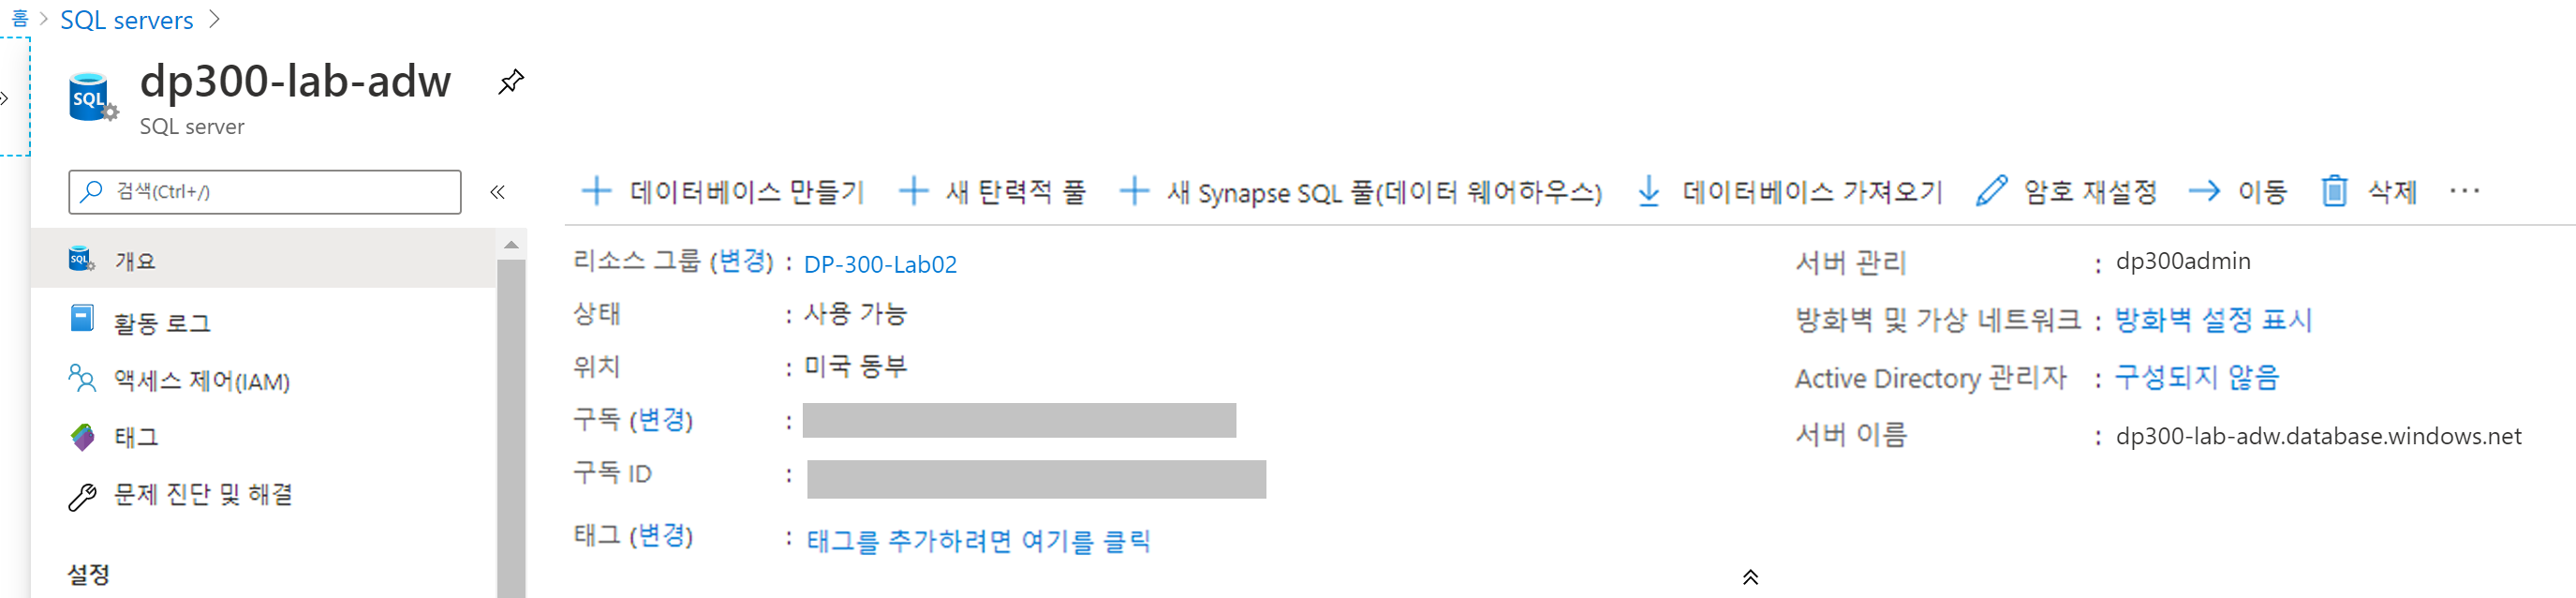 홈 > SQL servers >
dp300-lab-adw
SQL
SQL server
검색(Ctrl+/)
데이터베이스 만들기 새 탄력적 풀 새 Synapse SQL 풀(데이터 웨어하우스) 데이터베이스 가져오기 암호 재설정 이동 삭제 ...
SQL 개요
활동 로그
액세스 제어(IAM)
태그
문제 진단 및 해결
설정
리소스 그룹 (변경) : DP-300-Lab02
상태 : 사용 가능
위치 : 미국 동부
구독 (변경) :
구독 ID :
태그 (변경) : 태그를 추가하려면 여기를 클릭
서버 관리 : dp300admin
방화벽 및 가상 네트워크 : 방화벽 설정 표시
Active Directory 관리자 : 구성되지 않음
서버 이름 : dp300-lab-adw.database.windows.net